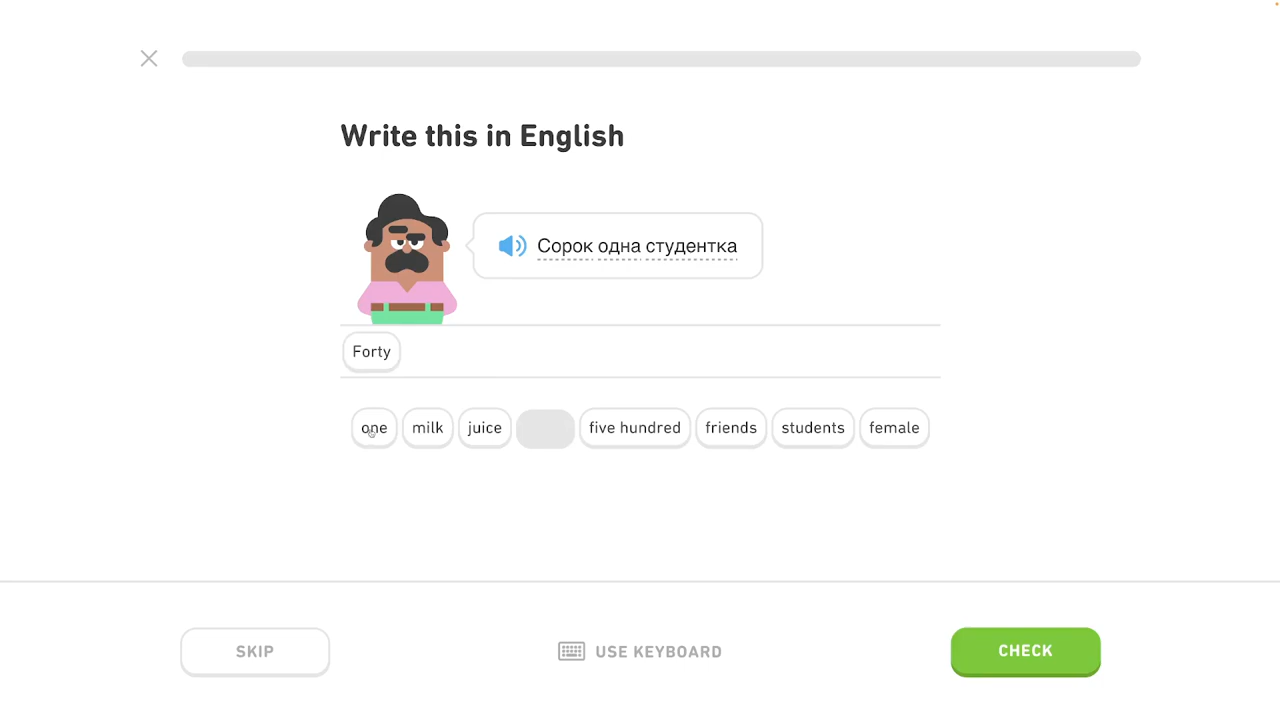 Write this in English
Сорок одна студентка
Forty
one milk juice five hundred friends students female
SKIP USE KEYBOARD CHECK